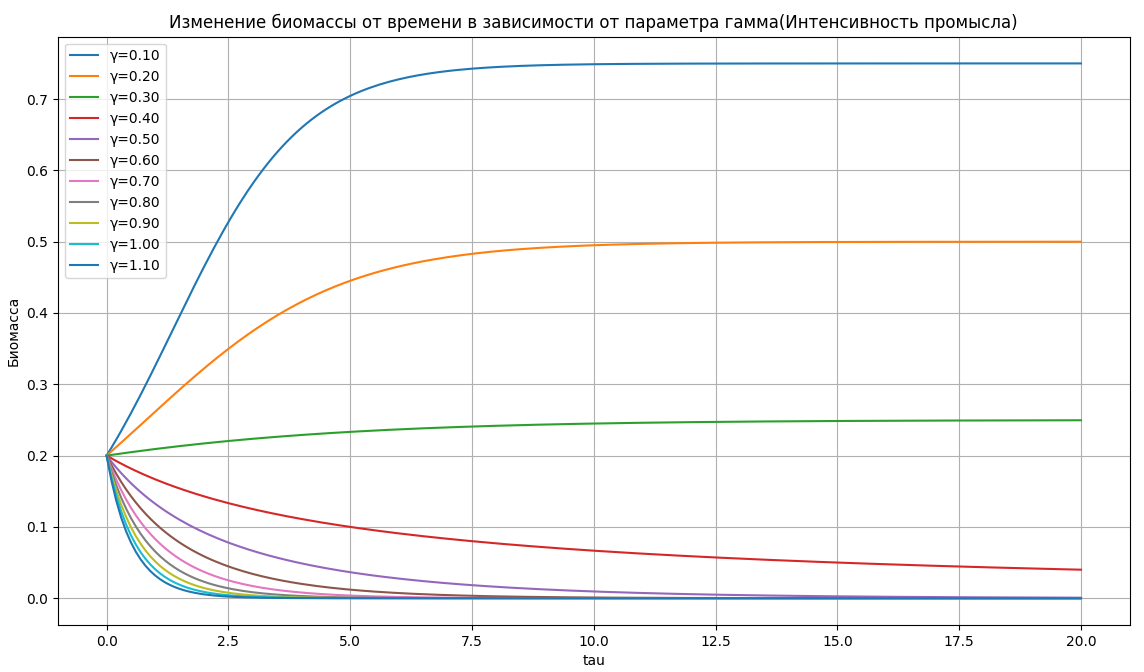 Изменение биомассы от времени в зависимости от параметра гамма(Интенсивность промысла)
γ=0.10
γ=0.20
γ=0.30
γ=0.40
γ=0.50
γ=0.60
γ=0.70
γ=0.80
γ=0.90
γ=1.00
γ=1.10
Биомасса
0.7
0.6
0.5
0.4
0.3
0.2
0.1
0.0
0.0 2.5 5.0 7.5 10.0 12.5 15.0 17.5 20.0
tau